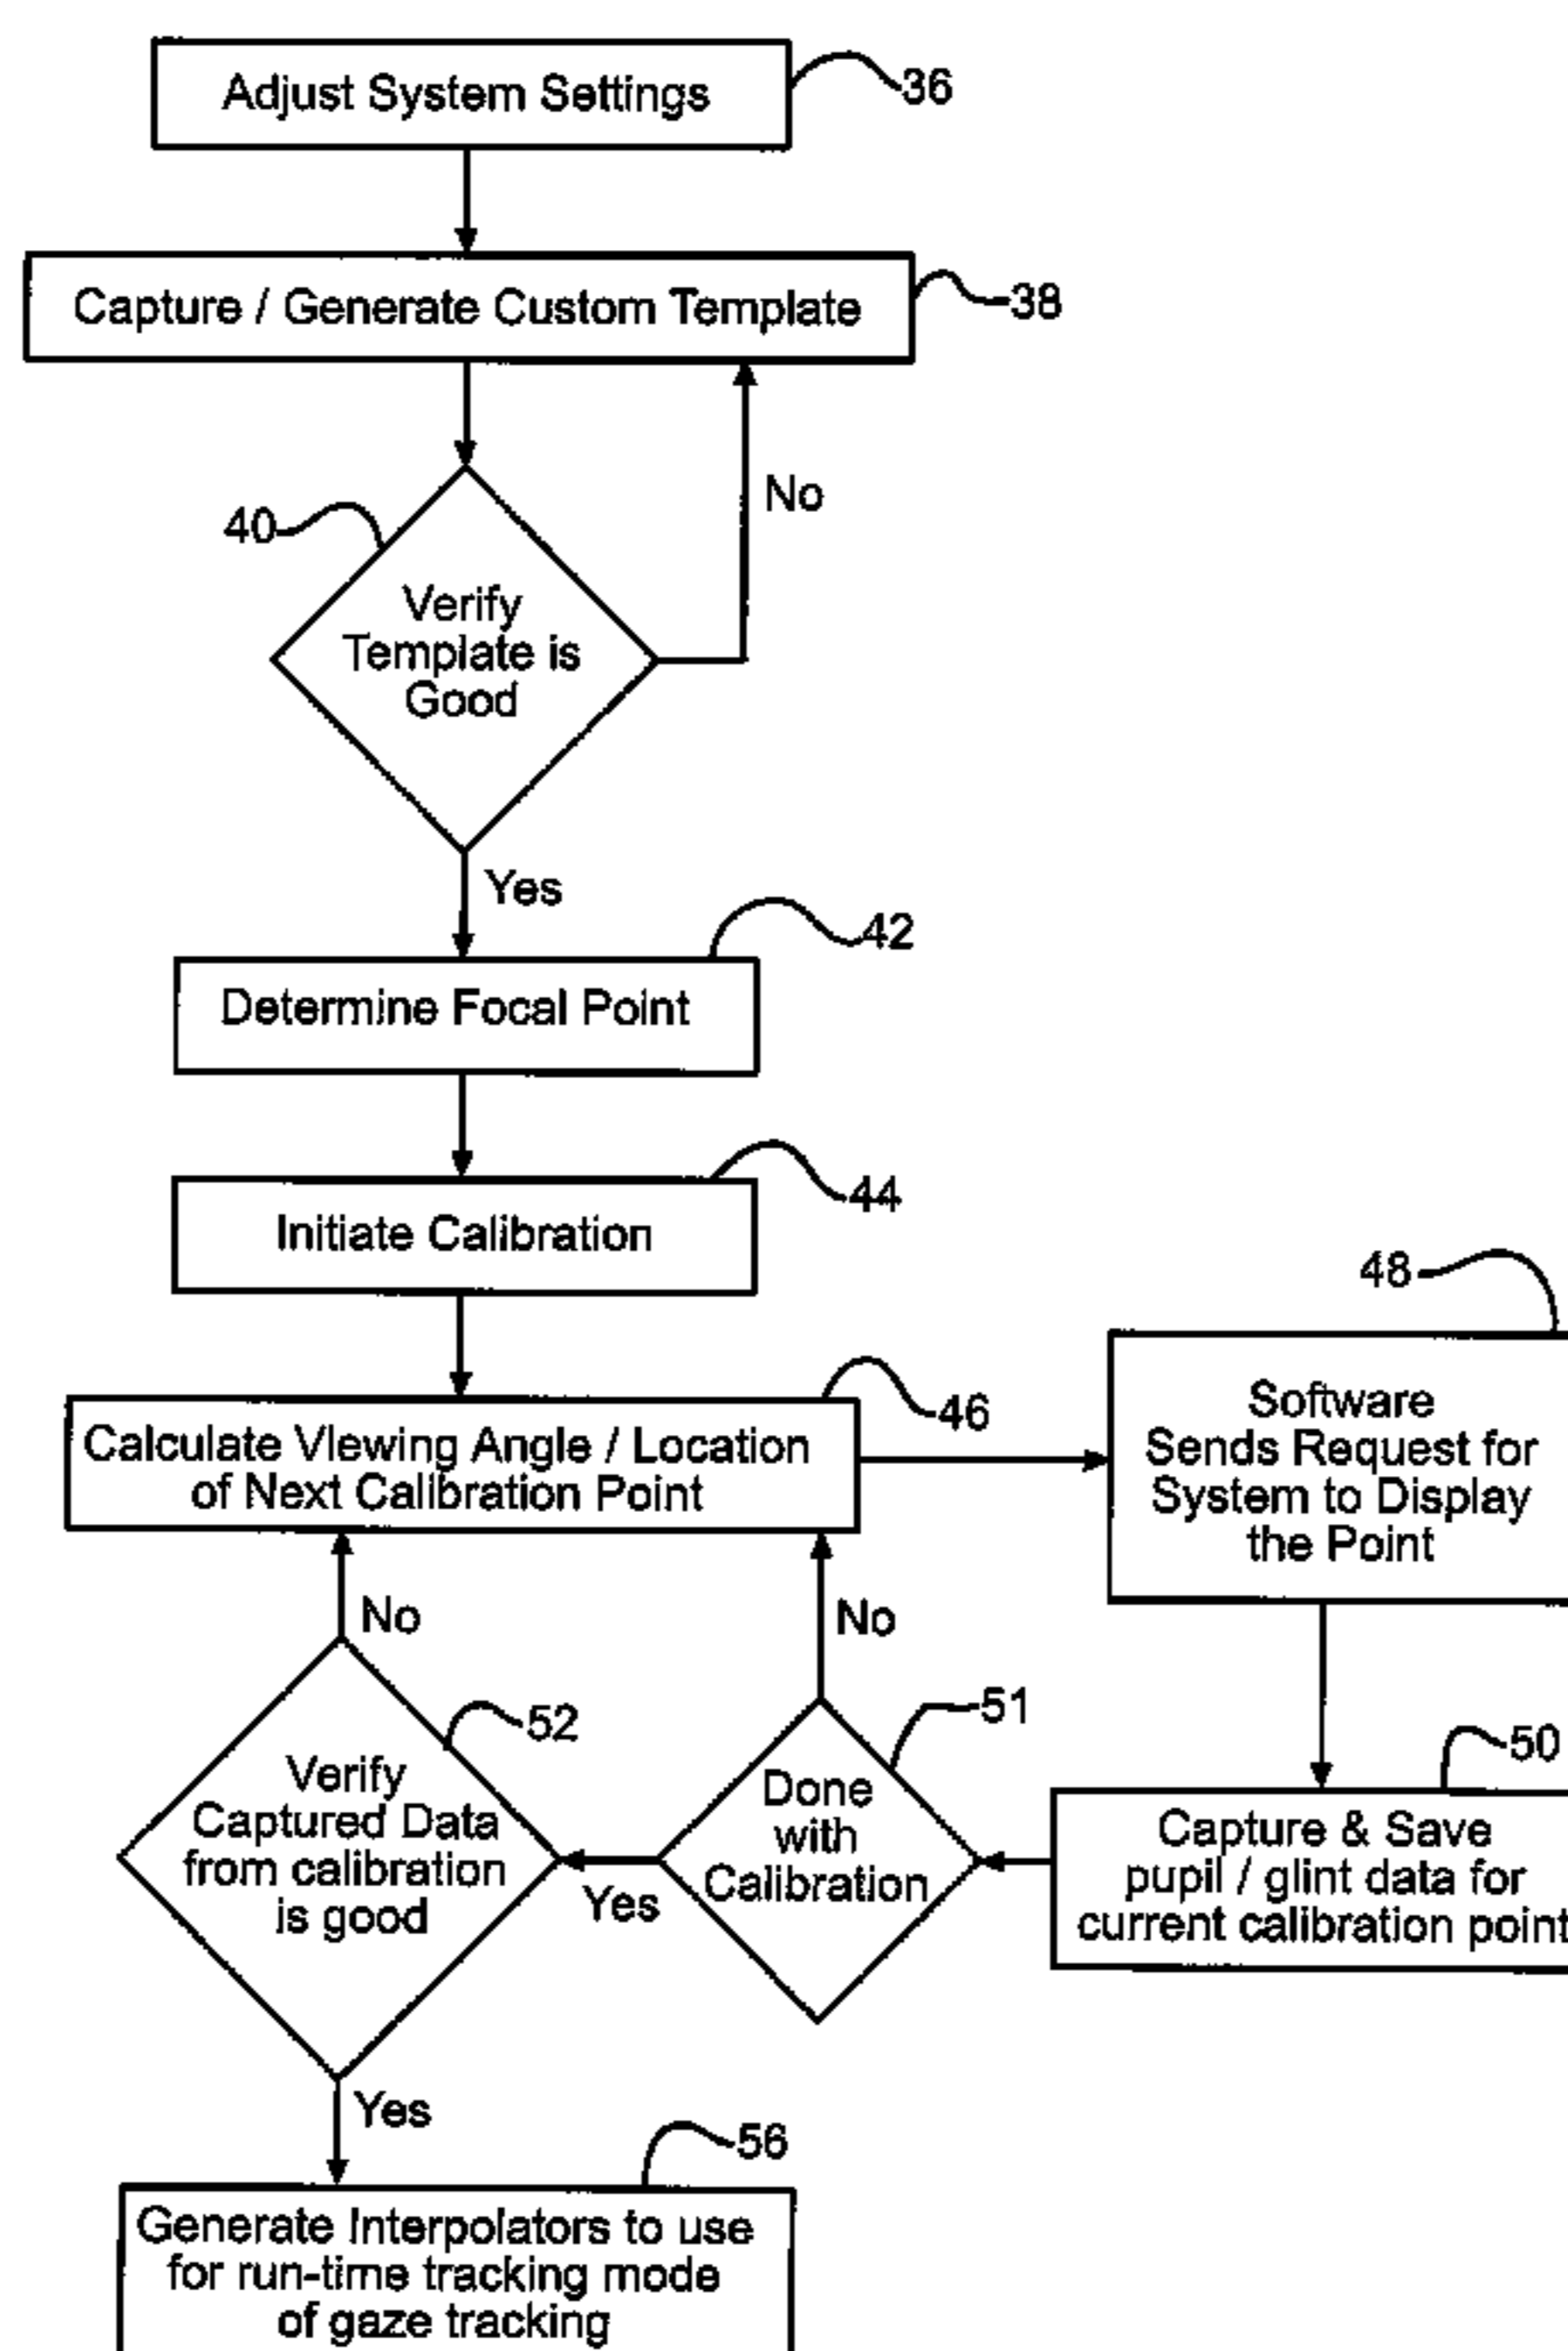 Adjust System Settings
36
Capture / Generate Custom Template
38
No
40
Verify
Template is
Good
Yes
42
Determine Focal Point
44
Initiate Calibration
48
46
Calculate Viewing Angle / Location
of Next Calibration Point
Software
Sends Request for
System to Display
the Point
No
No
52
51
50
Verify
Captured Data
from calibration
is good
Yes
Done
with
Calibration
Capture & Save
pupil / glint data for
current calibration point
Yes
56
Generate Interpolators to use
for run-time tracking mode
of gaze tracking